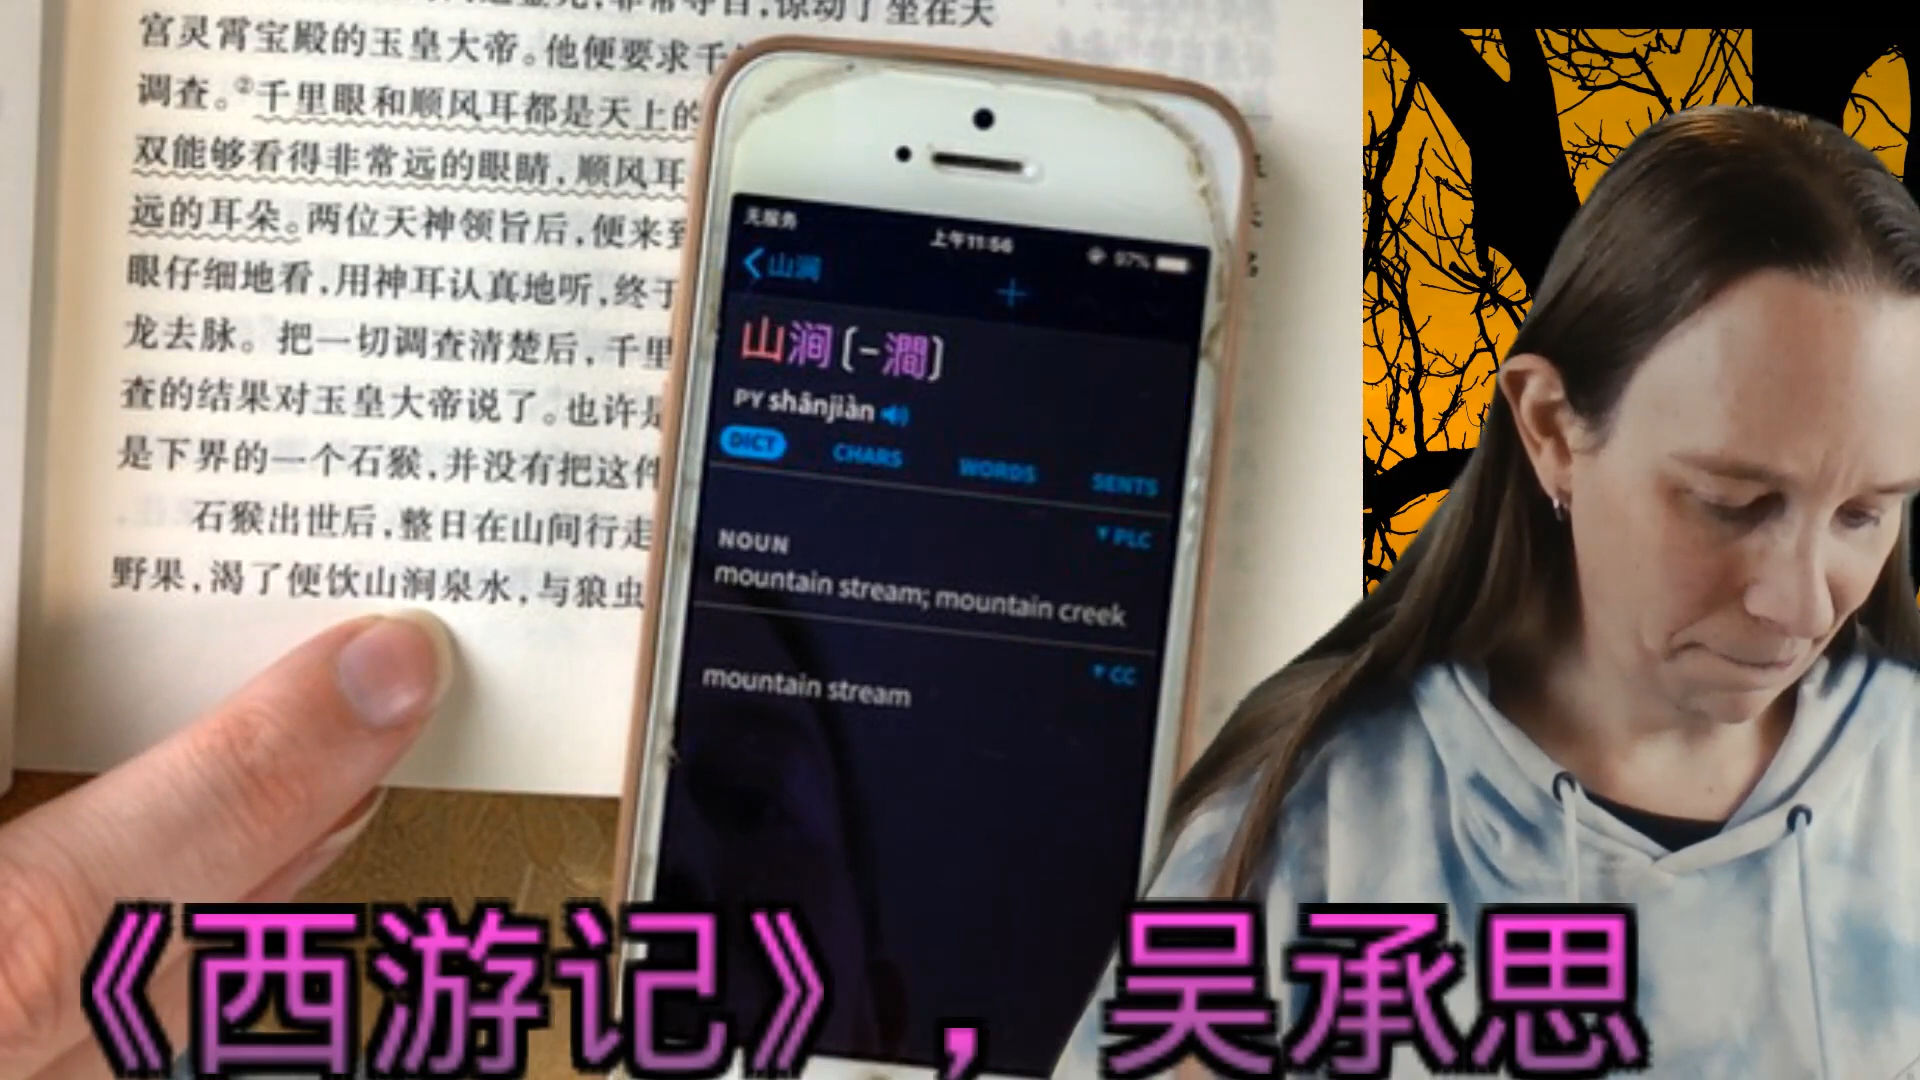 宫灵霄宝殿的玉皇大帝。他便要求千
调查。②千里眼和顺风耳都是天上的
双能够看得非常远的眼睛，顺风耳
远的耳朵。两位天神领旨后，便来到
眼仔细地看，用神耳认真地听，终于
龙去脉。把一切调查清楚后，千里
查的结果对玉皇大帝说了。也许是
是下界的一个石猴，并没有把这件
石猴出世后，整日在山间行走
野果，渴了便饮山涧泉水，与狼虫
无服务 上午11:56 97%
山涧 +
山涧〔-澗〕
PY shānjiàn
DICT CHARS WORDS SENTS
PLC
NOUN
mountain stream; mountain creek
CC
mountain stream
《西游记》，吴承思